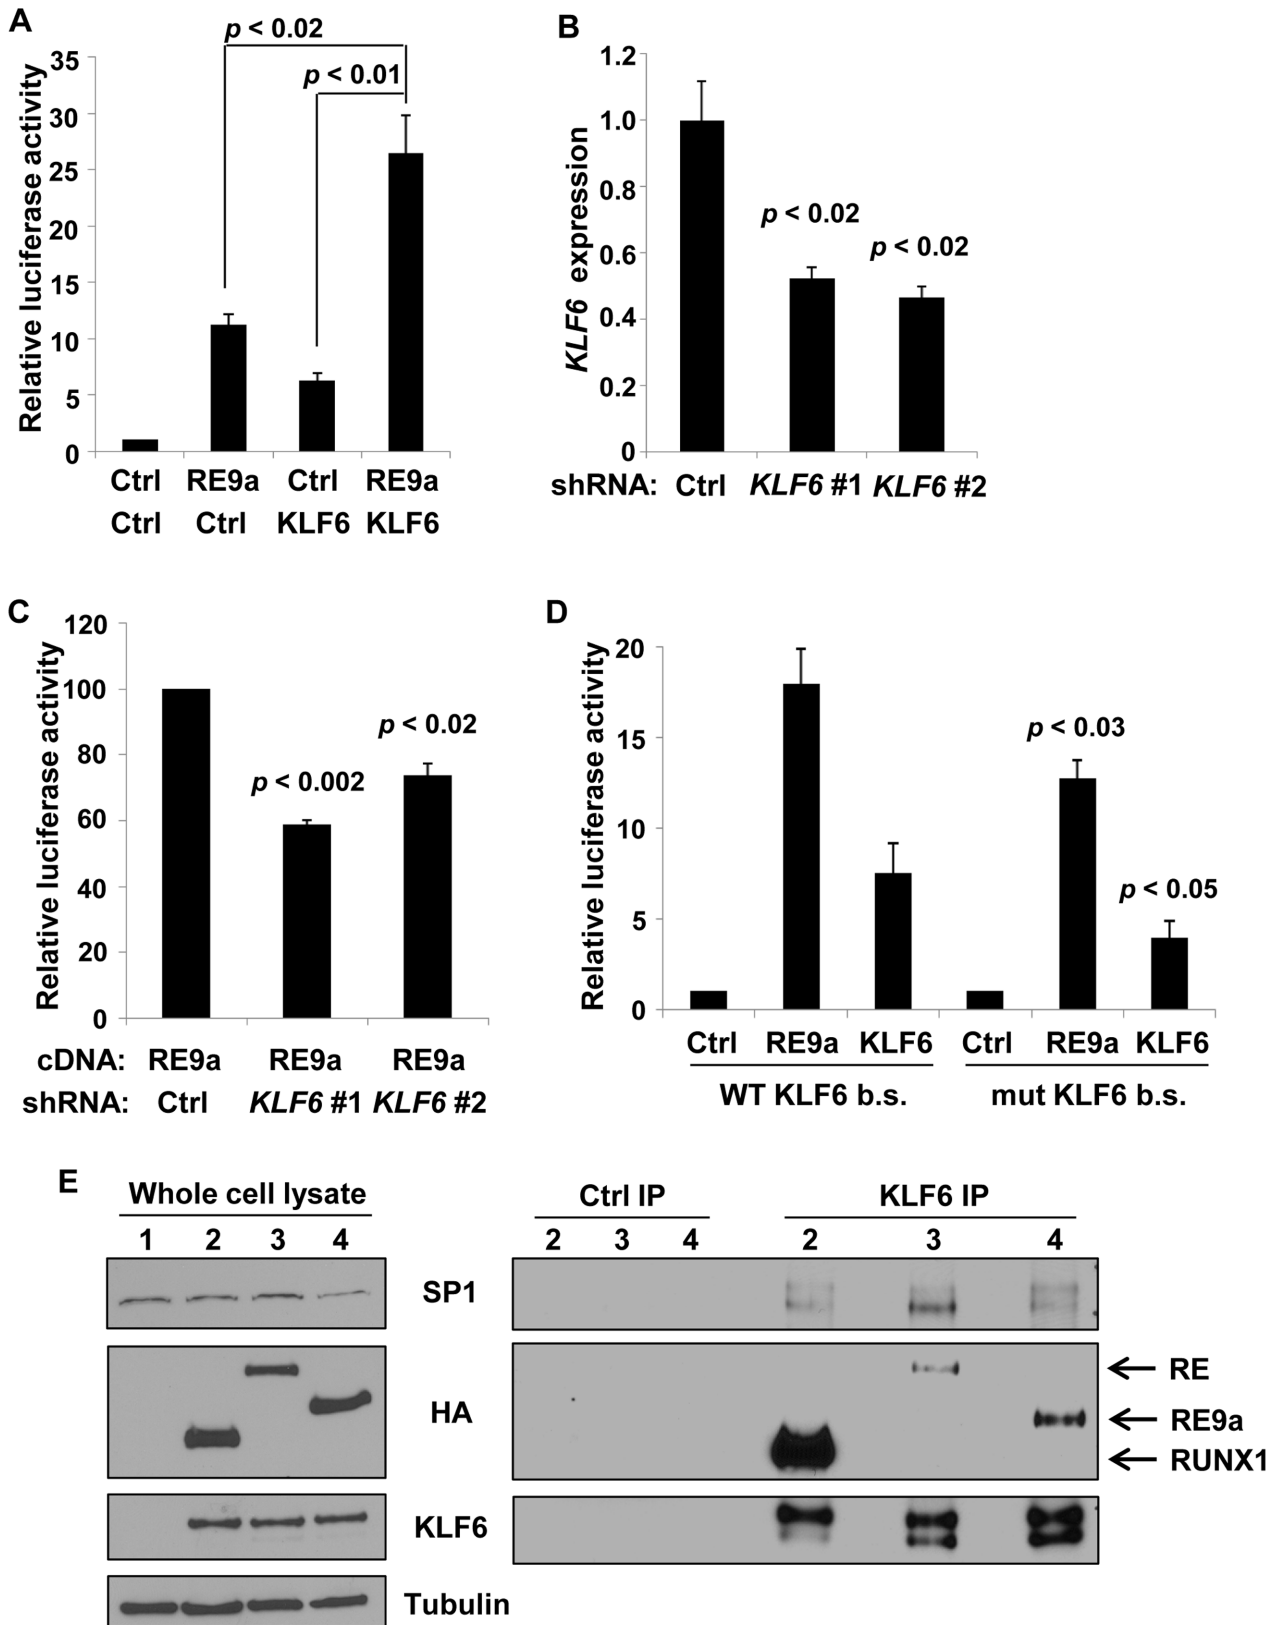 A
p < 0.02
p < 0.01
Relative luciferase activity
35
30
25
20
15
10
5
0
Ctrl RE9a Ctrl RE9a
Ctrl Ctrl KLF6 KLF6
B
KLF6 expression
1.2
1.0
0.8
0.6
0.4
0.2
0
p < 0.02
p < 0.02
shRNA: Ctrl KLF6 #1 KLF6 #2
C
Relative luciferase activity
120
100
80
60
40
20
0
p < 0.002
p < 0.02
cDNA: RE9a RE9a RE9a
shRNA: Ctrl KLF6 #1 KLF6 #2
D
Relative luciferase activity
20
15
10
5
0
p < 0.03
p < 0.05
Ctrl RE9a KLF6 Ctrl RE9a KLF6
WT KLF6 b.s. mut KLF6 b.s.
E
Whole cell lysate Ctrl IP KLF6 IP
1 2 3 4 2 3 4 2 3 4
SP1
HA
RE
RE9a
RUNX1
KLF6
Tubulin